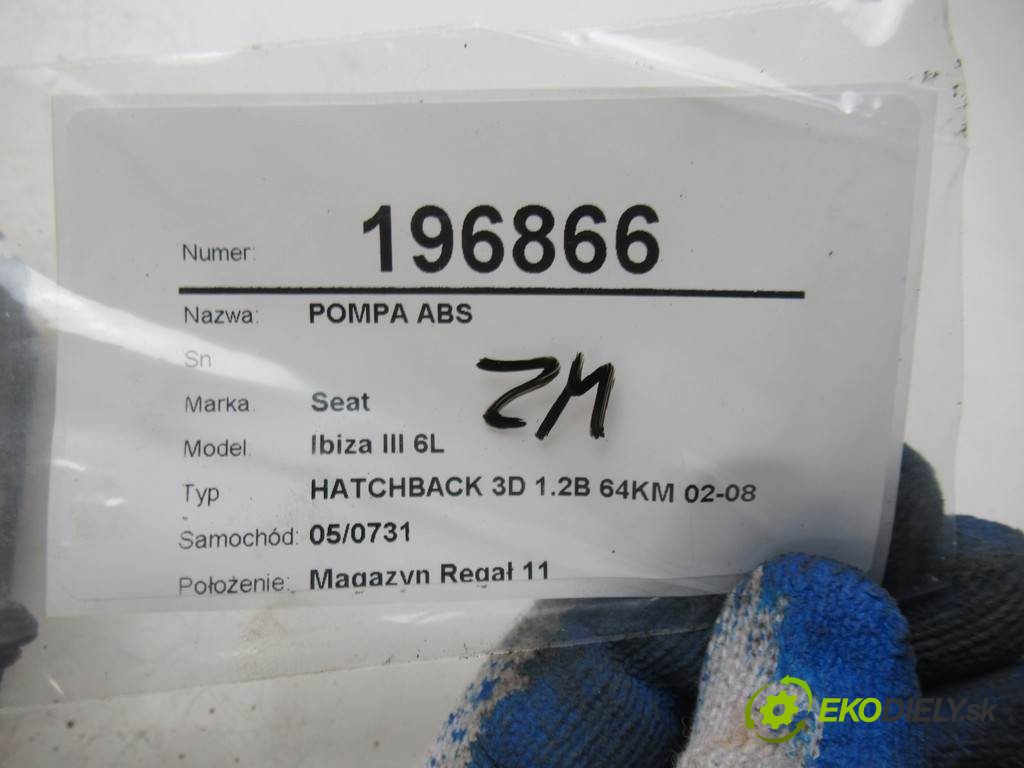 Numer: 196866
Nazwa: POMPA ABS
Sn
ZM
Marka: Seat
Model Ibiza III 6L
Typ HATCHBACK 3D 1.2B 64KM 02-08
Samochód: 05/0731
Położenie: Magazyn Regał 11
EKODIELY.sk